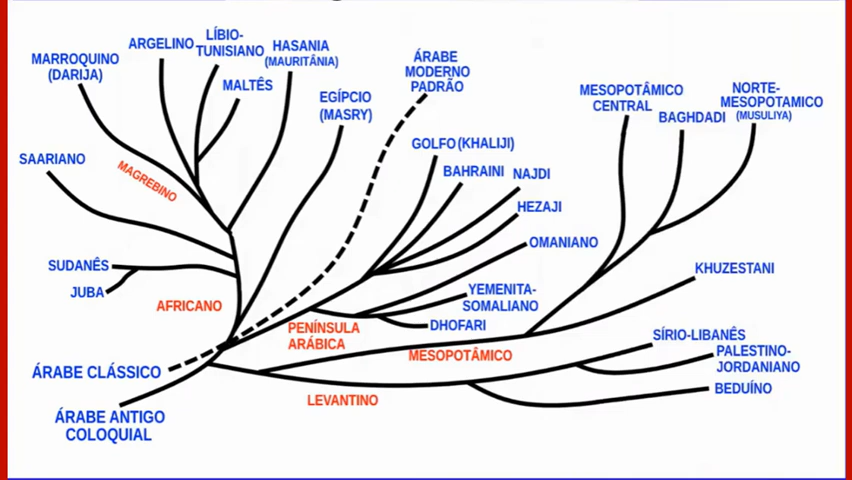 MARROQUINO
(DARIJA)
ARGELINO
LÍBIO-
TUNISIANO
HASANIA
(MAURITÂNIA)
MALTÊS
EGÍPCIO
(MASRY)
ÁRABE
MODERNO
PADRÃO
MESOPOTÂMICO
CENTRAL
BAGHDADI
NORTE-
MESOPOTAMICO
(MUSULIYA)
SAARIANO
MAGREBINO
GOLFO (KHALIJI)
BAHRAINI
NAJDI
HEZAJI
OMANIANO
SUDANÊS
JUBA
AFRICANO
YEMENITA-
SOMALIANO
DHOFARI
KHUZESTANI
PENÍNSULA
ARÁBICA
MESOPOTÂMICO
SÍRIO-LIBANÊS
PALESTINO-
JORDANIANO
BEDUÍNO
LEVANTINO
ÁRABE CLÁSSICO
ÁRABE ANTIGO
COLOQUIAL